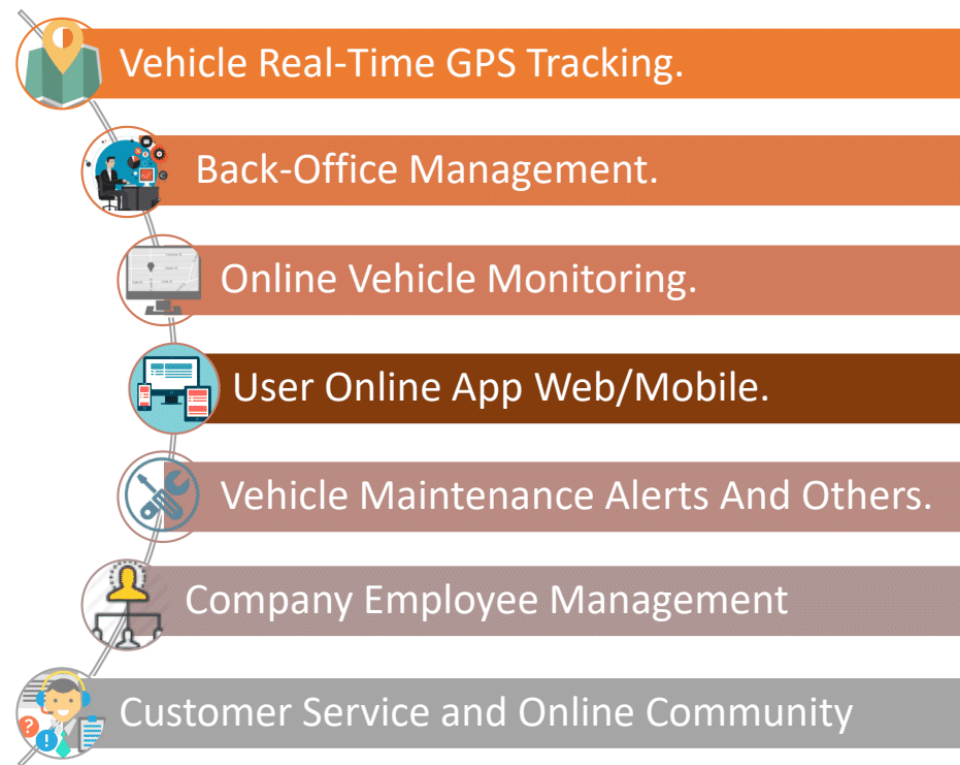 Vehicle Real-Time GPS Tracking.
Back-Office Management.
Online Vehicle Monitoring.
User Online App Web/Mobile.
Vehicle Maintenance Alerts And Others.
Company Employee Management
Customer Service and Online Community